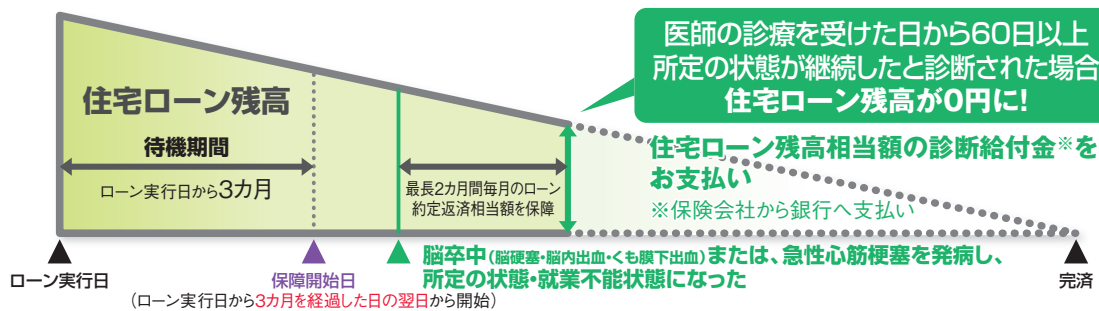 医師の診療を受けた日から60日以上
所定の状態が継続したと診断された場合
住宅ローン残高が0円に!
住宅ローン残高
待機期間
ローン実行日から3カ月
最長2カ月間毎月のローン
約定返済相当額を保障
住宅ローン残高相当額の診断給付金※を
お支払い
※保険会社から銀行へ支払い
ローン実行日
保障開始日
(ローン実行日から3カ月を経過した日の翌日から開始)
脳卒中(脳梗塞・脳内出血・くも膜下出血)または、急性心筋梗塞を発病し、
所定の状態・就業不能状態になった
完済